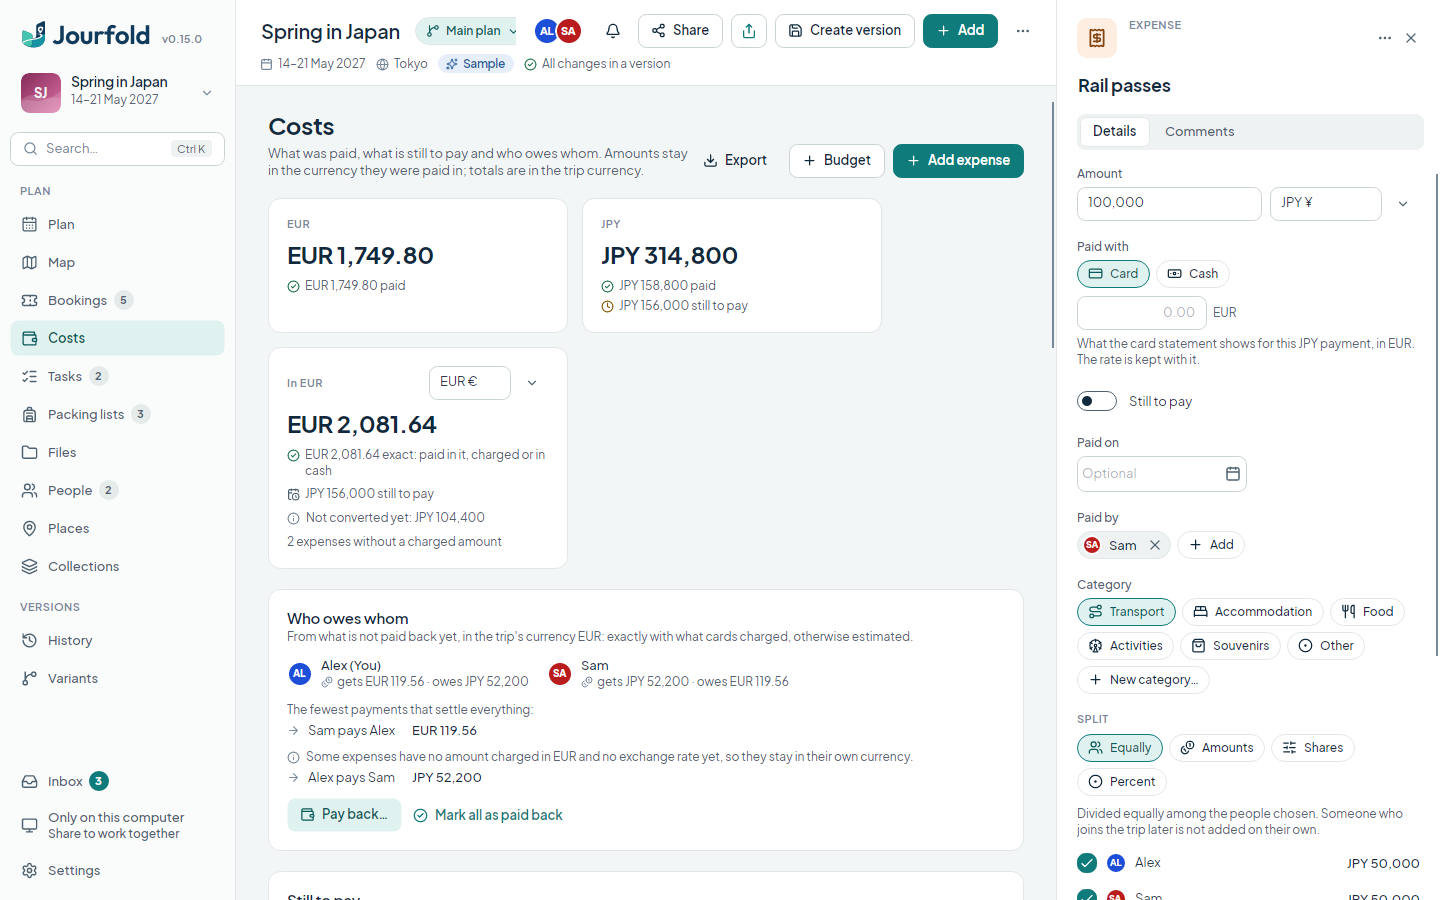 Jourfold v0.15.0
SJ
Spring in Japan
14–21 May 2027
Search... Ctrl K
PLAN
Plan
Map
Bookings 5
Costs
Tasks 2
Packing lists 3
Files
People 2
Places
Collections
VERSIONS
History
Variants
Inbox 3
Only on this computer
Share to work together
Settings
Spring in Japan Main plan AL SA Share Create version Add
14–21 May 2027 Tokyo Sample All changes in a version
Costs
What was paid, what is still to pay and who owes whom. Amounts stay
in the currency they were paid in; totals are in the trip currency.
Export Budget Add expense
EUR
EUR 1,749.80
EUR 1,749.80 paid
JPY
JPY 314,800
JPY 158,800 paid
JPY 156,000 still to pay
In EUR EUR €
EUR 2,081.64
EUR 2,081.64 exact: paid in it, charged or in
cash
JPY 156,000 still to pay
Not converted yet: JPY 104,400
2 expenses without a charged amount
Who owes whom
From what is not paid back yet, in the trip's currency EUR: exactly with what cards charged, otherwise estimated.
AL Alex (You)
gets EUR 119.56 · owes JPY 52,200
SA Sam
gets JPY 52,200 · owes EUR 119.56
The fewest payments that settle everything:
Sam pays Alex EUR 119.56
Some expenses have no amount charged in EUR and no exchange rate yet, so they stay in their own currency.
Alex pays Sam JPY 52,200
Pay back... Mark all as paid back
Still to pay
EXPENSE
Rail passes
Details Comments
Amount
100,000 JPY ¥
Paid with
Card Cash
0.00 EUR
What the card statement shows for this JPY payment, in EUR.
The rate is kept with it.
Still to pay
Paid on
Optional
Paid by
SA Sam Add
Category
Transport Accommodation Food
Activities Souvenirs Other
New category...
SPLIT
Equally Amounts Shares
Percent
Divided equally among the people chosen. Someone who
joins the trip later is not added on their own.
AL Alex JPY 50,000
SA Sam JPY 50,000